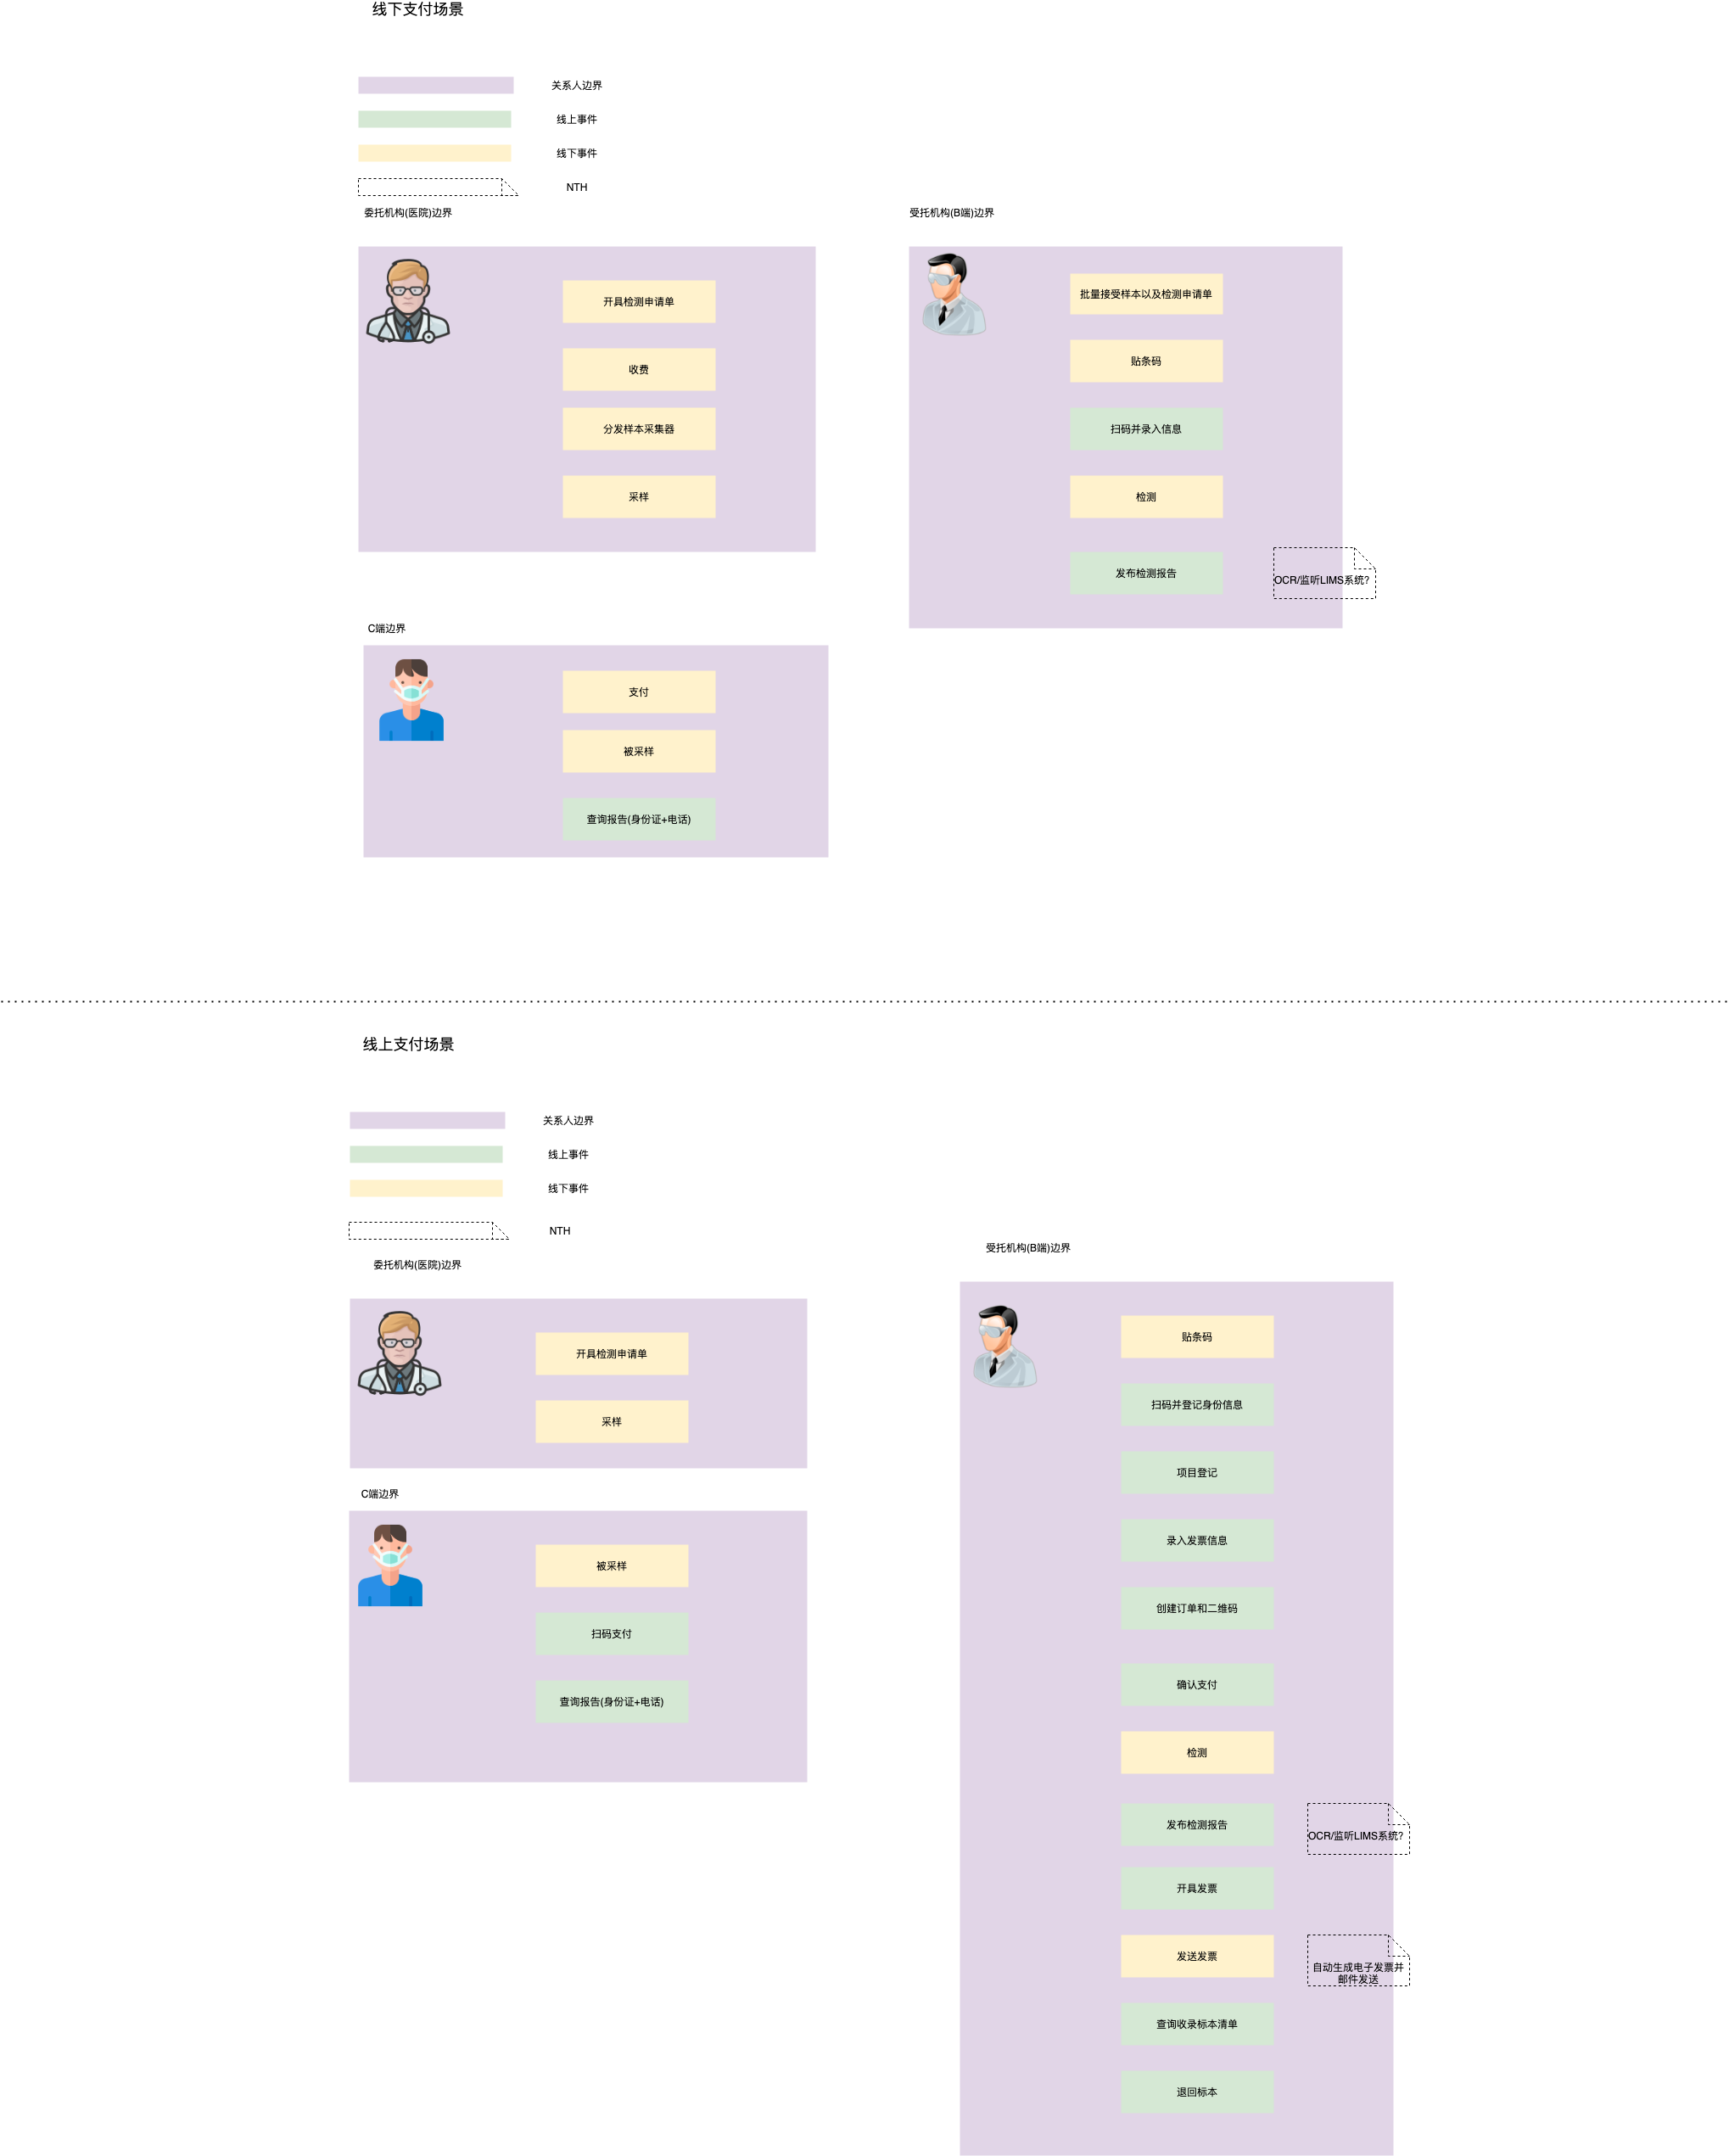 线下支付场景
关系人边界
线上事件
线下事件
NTH
委托机构(医院)边界
开具检测申请单
收费
分发样本采集器
采样
受托机构(B端)边界
批量接受样本以及检测申请单
贴条码
扫码并录入信息
检测
发布检测报告
OCR/监听LIMS系统?
C端边界
支付
被采样
查询报告(身份证+电话)
线上支付场景
关系人边界
线上事件
线下事件
NTH
委托机构(医院)边界
开具检测申请单
采样
C端边界
被采样
扫码支付
查询报告(身份证+电话)
受托机构(B端)边界
贴条码
扫码并登记身份信息
项目登记
录入发票信息
创建订单和二维码
确认支付
检测
发布检测报告
OCR/监听LIMS系统?
开具发票
发送发票
自动生成电子发票并
邮件发送
查询收录标本清单
退回标本